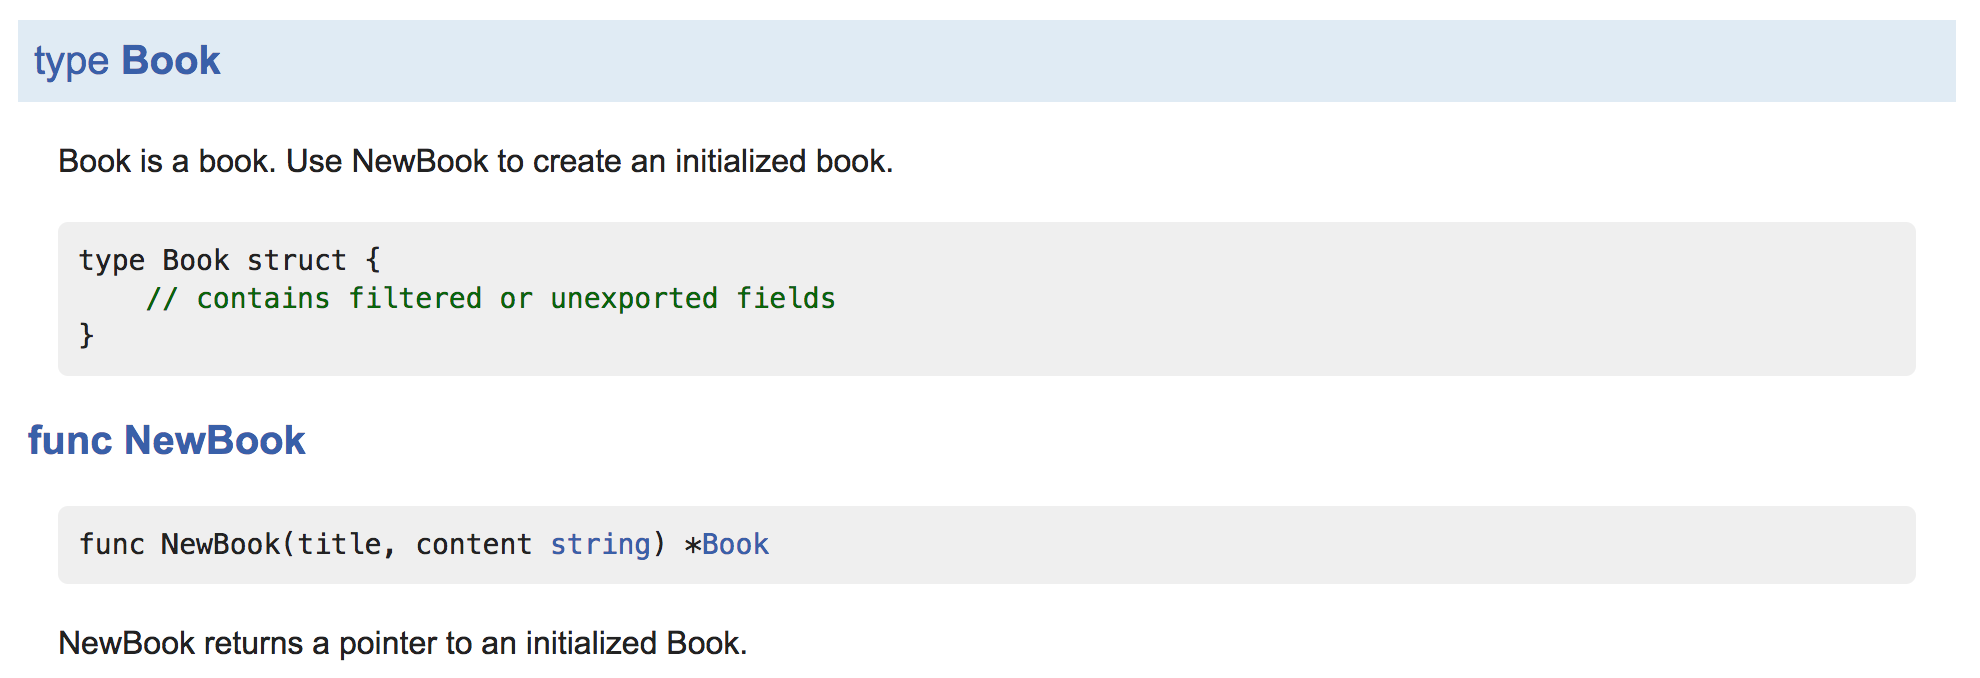 type Book
Book is a book. Use NewBook to create an initialized book.
type Book struct {
    // contains filtered or unexported fields
}
func NewBook
func NewBook(title, content string) *Book
NewBook returns a pointer to an initialized Book.